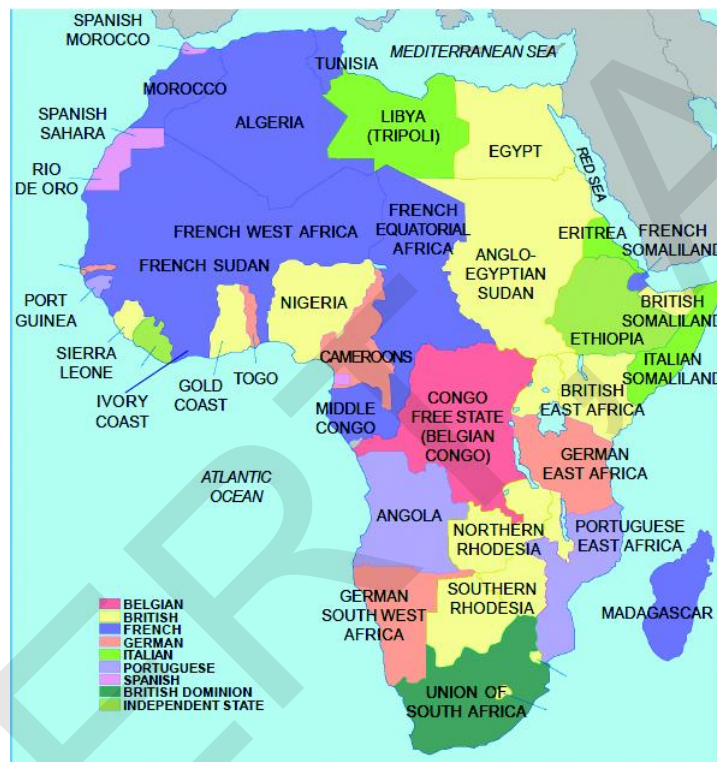 SPANISH
MOROCCO
MEDITERRANEAN SEA
TUNISIA
MOROCCO
SPANISH
SAHARA
ALGERIA
LIBYA
(TRIPOLI)
EGYPT
RIO
DE ORO
RED SEA
FRENCH WEST AFRICA
FRENCH
EQUATORIAL
AFRICA
ERITREA
FRENCH
SOMALILAND
FRENCH SUDAN
ANGLO-
EGYPTIAN
SUDAN
PORT
GUINEA
NIGERIA
BRITISH
SOMALILAND
ETHIOPIA
SIERRA
LEONE
CAMEROONS
ITALIAN
SOMALILAND
IVORY
COAST
GOLD
COAST
TOGO
MIDDLE
CONGO
CONGO
FREE STATE
(BELGIAN
CONGO)
BRITISH
EAST AFRICA
GERMAN
EAST AFRICA
ATLANTIC
OCEAN
ANGOLA
NORTHERN
RHODESIA
PORTUGUESE
EAST AFRICA
GERMAN
SOUTH WEST
AFRICA
SOUTHERN
RHODESIA
MADAGASCAR
UNION OF
SOUTH AFRICA
BELGIAN
BRITISH
FRENCH
GERMAN
ITALIAN
PORTUGUESE
SPANISH
BRITISH DOMINION
INDEPENDENT STATE